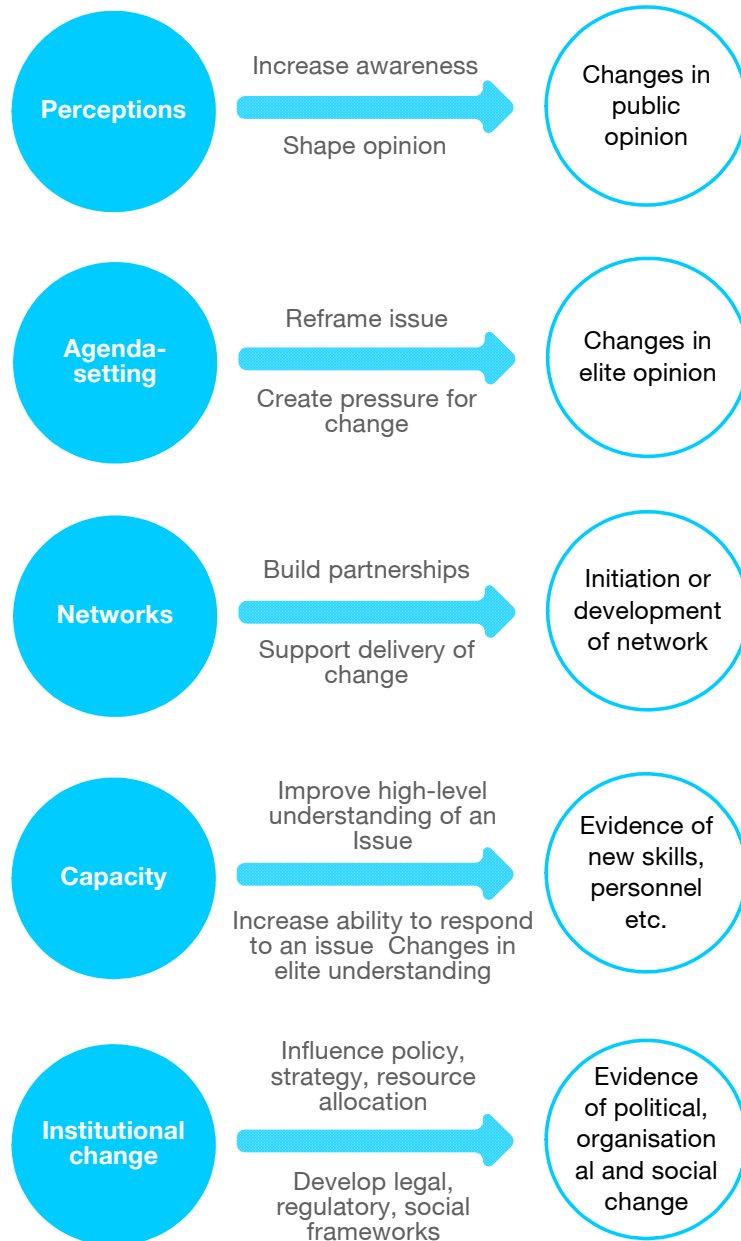 Perceptions
Increase awareness
Shape opinion
Changes in
public
opinion
Agenda-
setting
Reframe issue
Create pressure for
change
Changes in
elite opinion
Networks
Build partnerships
Support delivery of
change
Initiation or
development
of network
Capacity
Improve high-level
understanding of an
Issue
Increase ability to respond
to an issue  Changes in
elite understanding
Evidence of
new skills,
personnel
etc.
Institutional
change
Influence policy,
strategy, resource
allocation
Develop legal,
regulatory, social
frameworks
Evidence
of political,
organisation
al and social
change